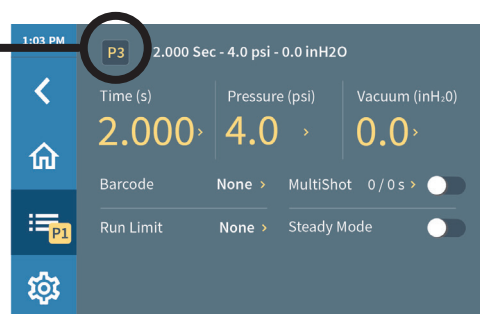 1:03 PM
P3 2.000 Sec - 4.0 psi - 0.0 inH2O
Time (s) Pressure (psi) Vacuum (inH₂0)
2.000 › 4.0 › 0.0 ›
Barcode None › MultiShot 0 / 0 s ›
Run Limit None › Steady Mode
P1